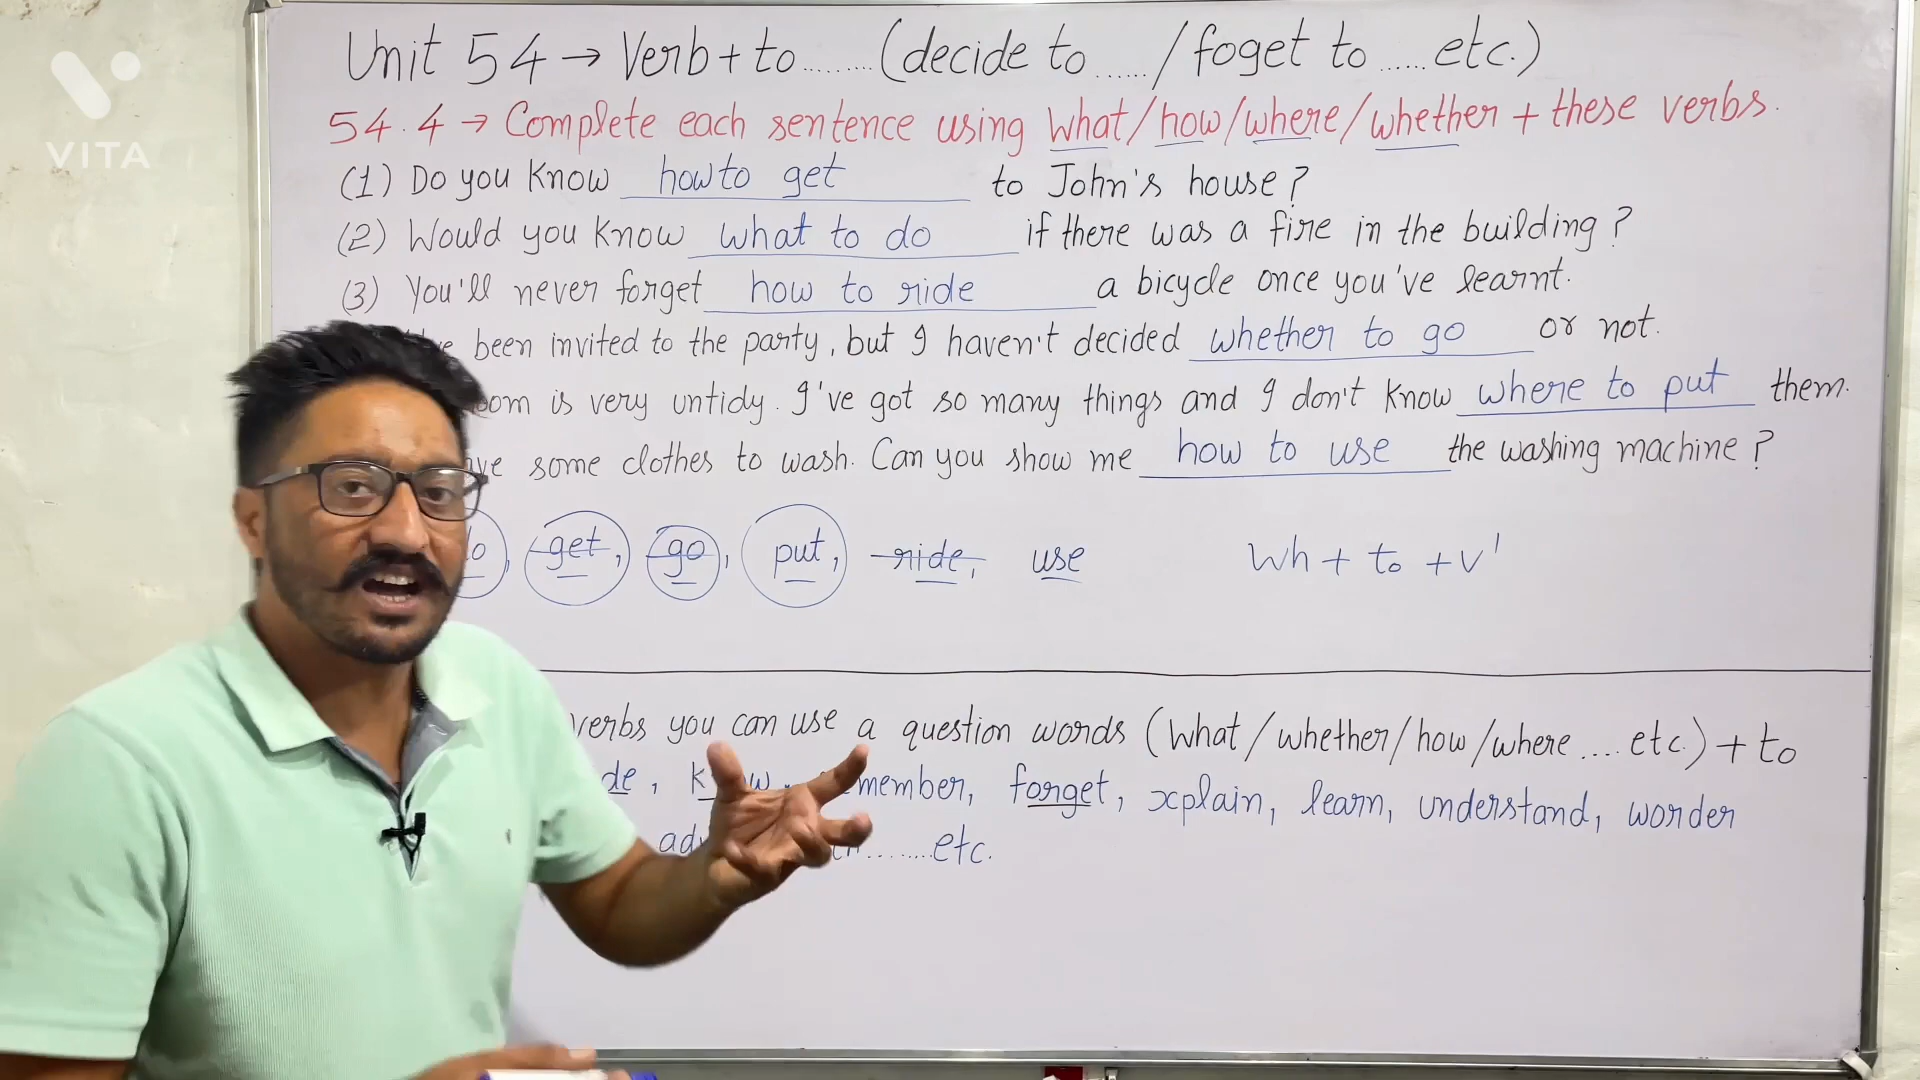 VITA
Unit 54 → Verb + to ........ (decide to ...... / foget to ..... etc.)
54.4 → Complete each sentence using what/how/where/whether + these verbs.
(1) Do you know how to get to John's house?
(2) Would you know what to do if there was a fire in the building?
(3) You'll never forget how to ride a bicycle once you've learnt.
been invited to the party, but I haven't decided whether to go or not.
is very untidy. I've got so many things and I don't know where to put them.
some clothes to wash. Can you show me how to use the washing machine?
get, go, put, ride, use
Wh + to + v'
verbs you can use a question words (what/whether/how/where .... etc.) + to
forget, xplain, learn, understand, worder
........etc.